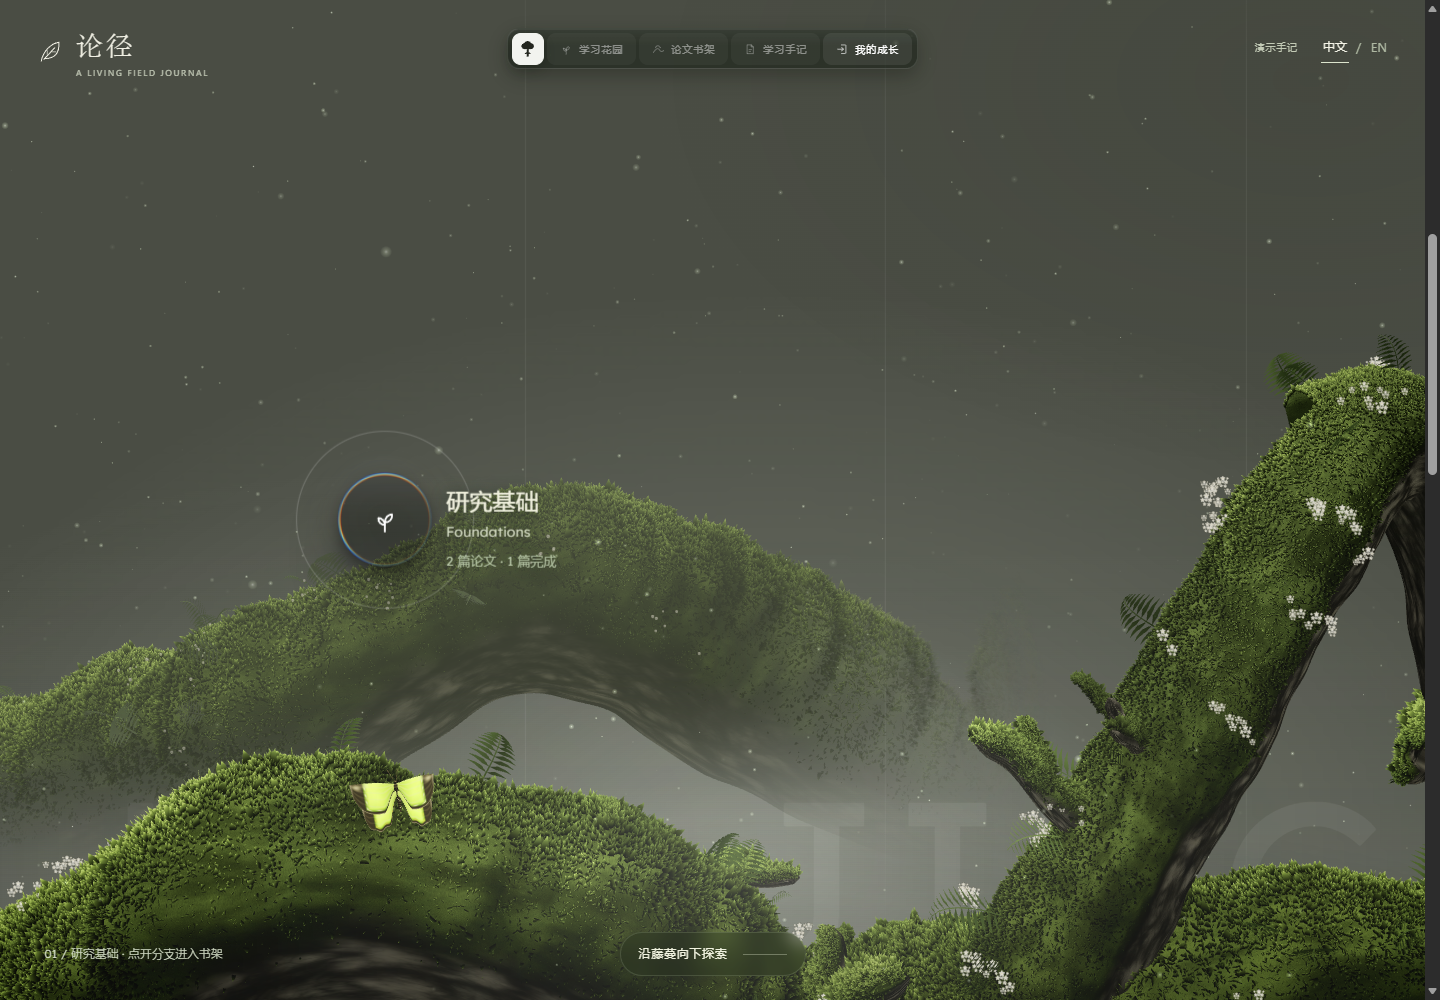 论径
A LIVING FIELD JOURNAL
学习花园
论文书架
学习手记
我的成长
演示手记
中文 / EN
研究基础
Foundations
2 篇论文 · 1 篇完成
01 / 研究基础 · 点开分支进入书架
沿藤蔓向下探索